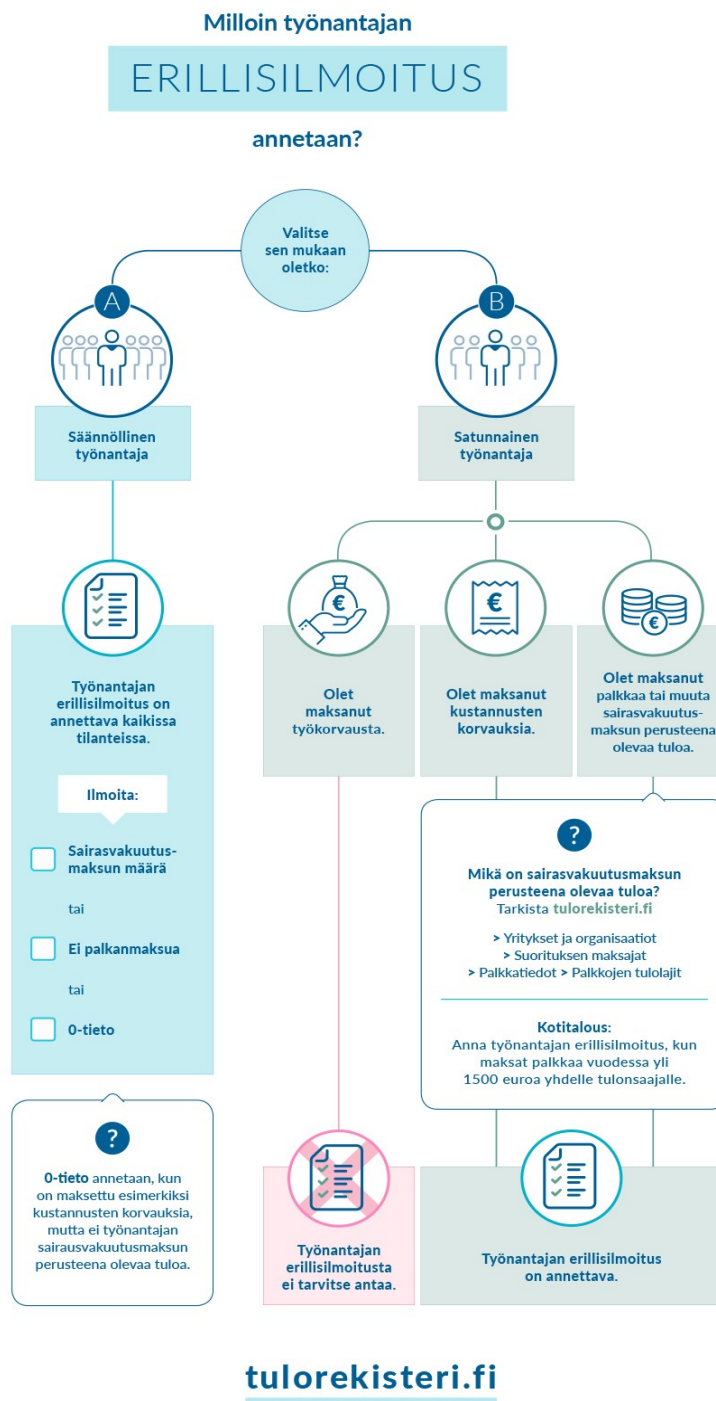 Milloin työnantajan
ERILLISILMOITUS
annetaan?
Valitse
sen mukaan
oletko:
A
Säännöllinen
työnantaja
Työnantajan
erillisilmoitus on
annettava kaikissa
tilanteissa.
Ilmoita:
Sairasvakuutus-
maksun määrä
tai
Ei palkanmaksua
tai
0-tieto
?
0-tieto annetaan, kun
on maksettu esimerkiksi
kustannusten korvauksia,
mutta ei työnantajan
sairausvakuutusmaksun
perusteena olevaa tuloa.
B
Satunnainen
työnantaja
€
Olet
maksanut
työkorvausta.
€
Olet maksanut
kustannusten
korvauksia.
€
Olet maksanut
palkkaa tai muuta
sairasvakuutus-
maksun perusteena
olevaa tuloa.
?
Mikä on sairasvakuutusmaksun
perusteena olevaa tuloa?
Tarkista tulorekisteri.fi
> Yritykset ja organisaatiot
> Suorituksen maksajat
> Palkkatiedot > Palkkojen tulolajit
Kotitalous:
Anna työnantajan erillisilmoitus, kun
maksat palkkaa vuodessa yli
1500 euroa yhdelle tulonsaajalle.
Työnantajan
erillisilmoitusta
ei tarvitse antaa.
Työnantajan erillisilmoitus
on annettava.
tulorekisteri.fi